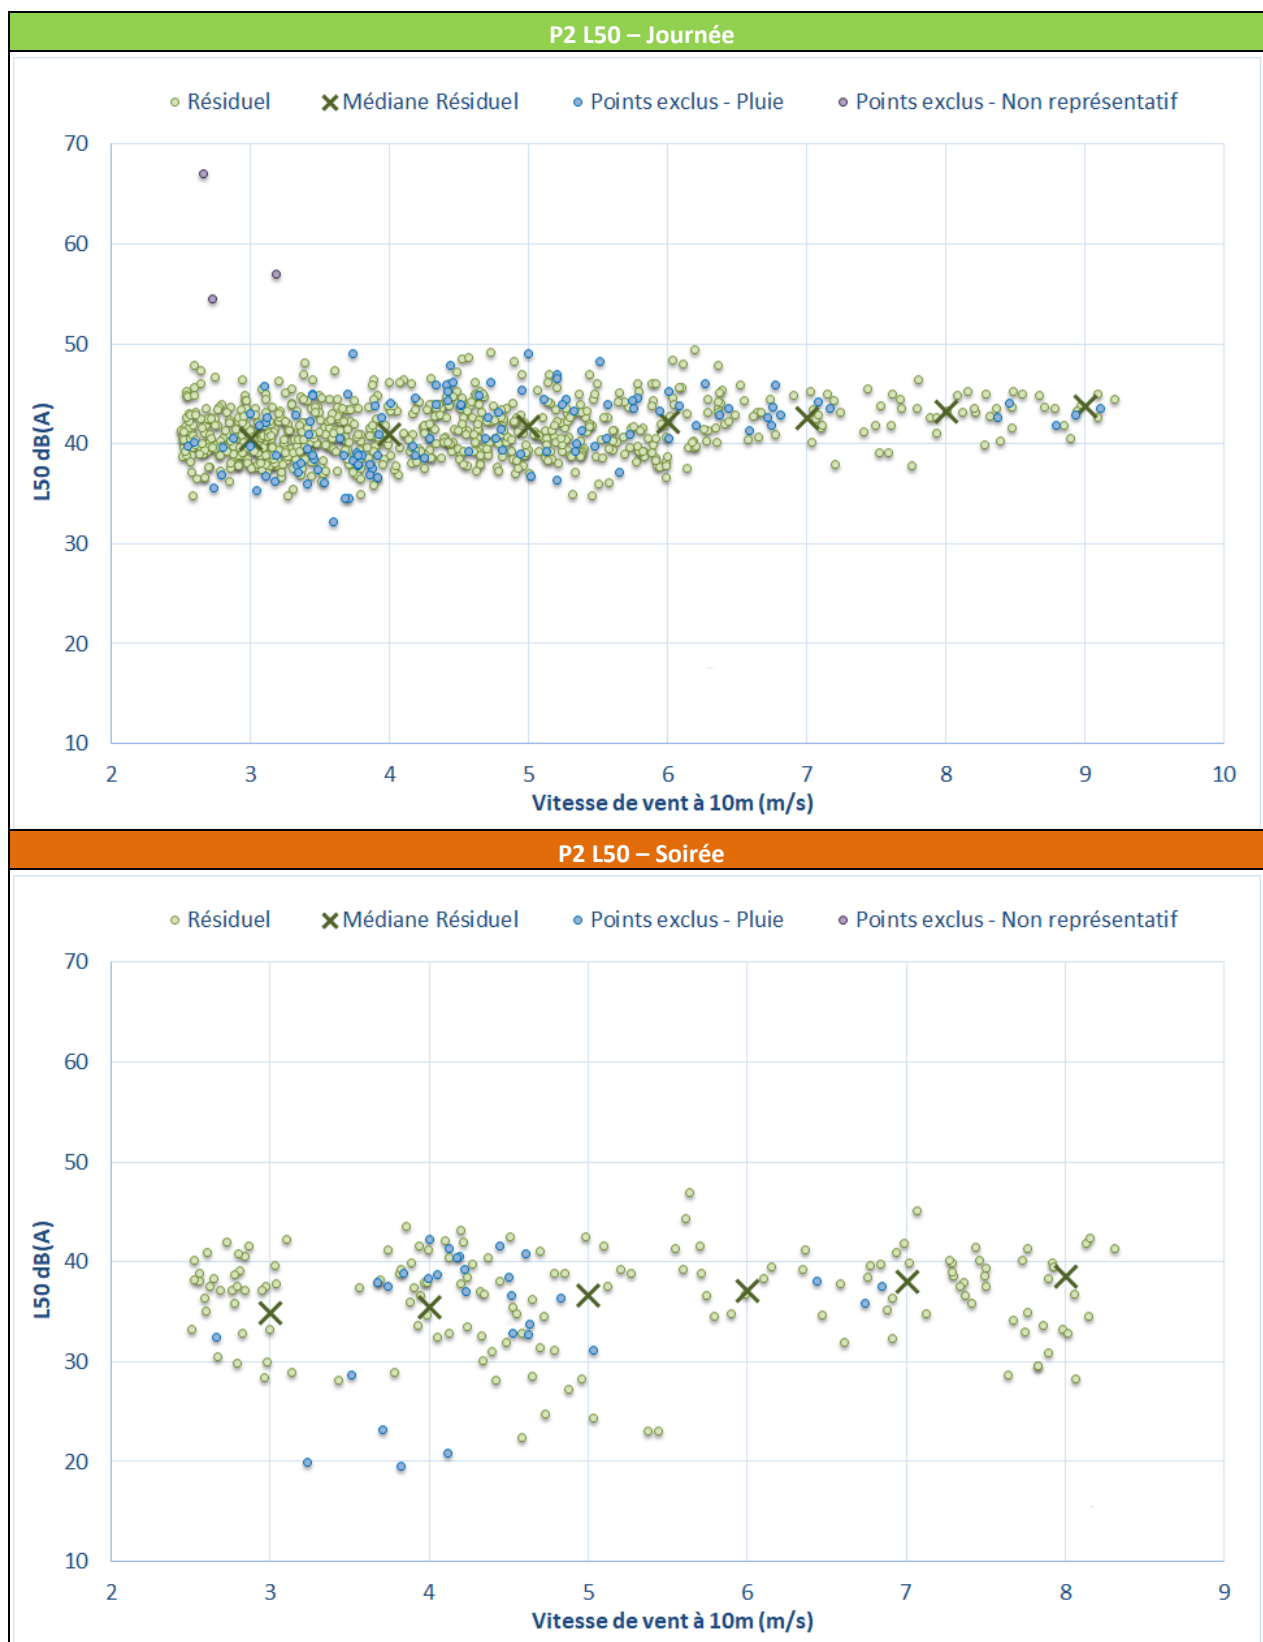 P2 L50 – Journée
Résiduel Médiane Résiduel Points exclus - Pluie Points exclus - Non représentatif
70
60
50
40
30
20
10
L50 dB(A)
2 3 4 5 6 7 8 9 10
Vitesse de vent à 10m (m/s)
P2 L50 – Soirée
Résiduel Médiane Résiduel Points exclus - Pluie Points exclus - Non représentatif
70
60
50
40
30
20
10
L50 dB(A)
2 3 4 5 6 7 8 9
Vitesse de vent à 10m (m/s)